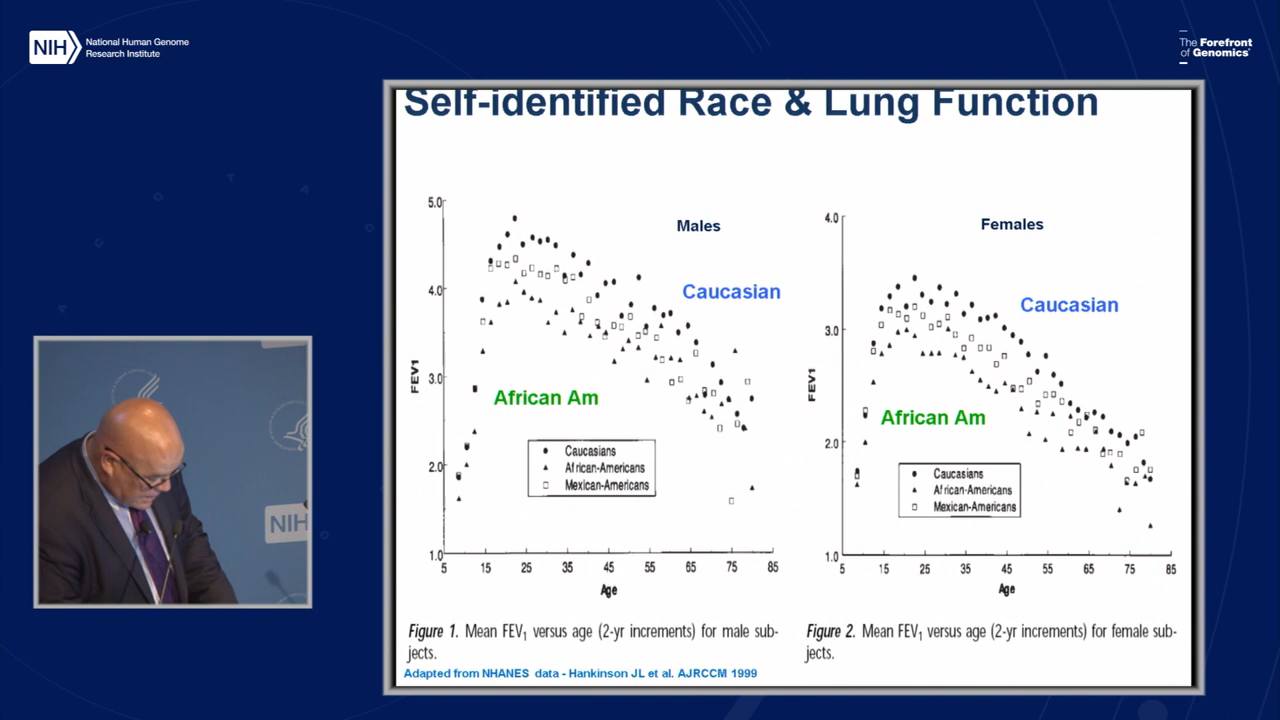 NIH National Human Genome
Research Institute
The Forefront
of Genomics®
Self-identified Race & Lung Function
5.0
4.0
3.0
2.0
1.0
FEV1
Males
Caucasian
African Am
Caucasians
African-Americans
Mexican-Americans
5 15 25 35 45 55 65 75 85
Age
4.0
3.0
2.0
1.0
FEV1
Females
Caucasian
African Am
Caucasians
African-Americans
Mexican-Americans
5 15 25 35 45 55 65 75 85
Age
Figure 1. Mean FEV₁ versus age (2-yr increments) for male sub-
jects.
Figure 2. Mean FEV₁ versus age (2-yr increments) for female sub-
jects.
Adapted from NHANES data - Hankinson JL et al. AJRCCM 1999
NIH